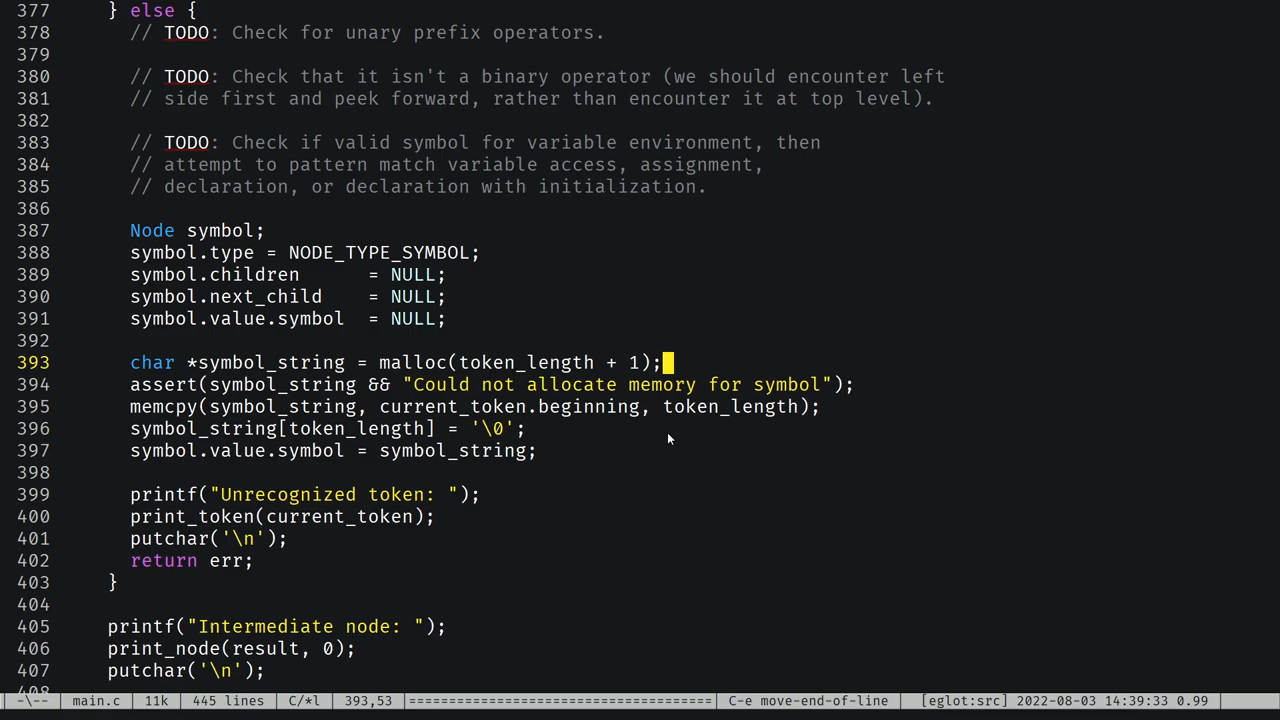 377     } else {
378       // TODO: Check for unary prefix operators.
379
380       // TODO: Check that it isn't a binary operator (we should encounter left
381       // side first and peek forward, rather than encounter it at top level).
382
383       // TODO: Check if valid symbol for variable environment, then
384       // attempt to pattern match variable access, assignment,
385       // declaration, or declaration with initialization.
386
387       Node symbol;
388       symbol.type = NODE_TYPE_SYMBOL;
389       symbol.children      = NULL;
390       symbol.next_child    = NULL;
391       symbol.value.symbol  = NULL;
392
393       char *symbol_string = malloc(token_length + 1);
394       assert(symbol_string && "Could not allocate memory for symbol");
395       memcpy(symbol_string, current_token.beginning, token_length);
396       symbol_string[token_length] = '\0';
397       symbol.value.symbol = symbol_string;
398
399       printf("Unrecognized token: ");
400       print_token(current_token);
401       putchar('\n');
402       return err;
403     }
404
405     printf("Intermediate node: ");
406     print_node(result, 0);
407     putchar('\n');
408
-\-- main.c 11k 445 lines C/*l 393,53 =========================== C-e move-end-of-line [eglot:src] 2022-08-03 14:39:33 0.99